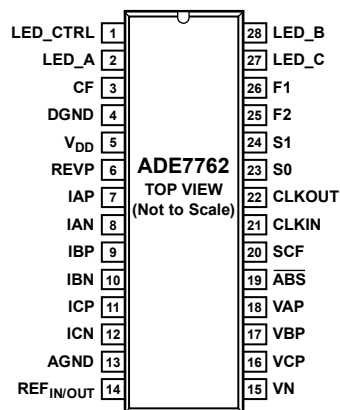 LED_CTRL 1 28 LED_B
LED_A 2 27 LED_C
CF 3 26 F1
DGND 4 25 F2
VDD 5 24 S1
REVP 6 ADE7762 23 S0
IAP 7 TOP VIEW 22 CLKOUT
IAN 8 (Not to Scale) 21 CLKIN
IBP 9 20 SCF
IBN 10 19 A̅B̅S̅
ICP 11 18 VAP
ICN 12 17 VBP
AGND 13 16 VCP
REFIN/OUT 14 15 VN